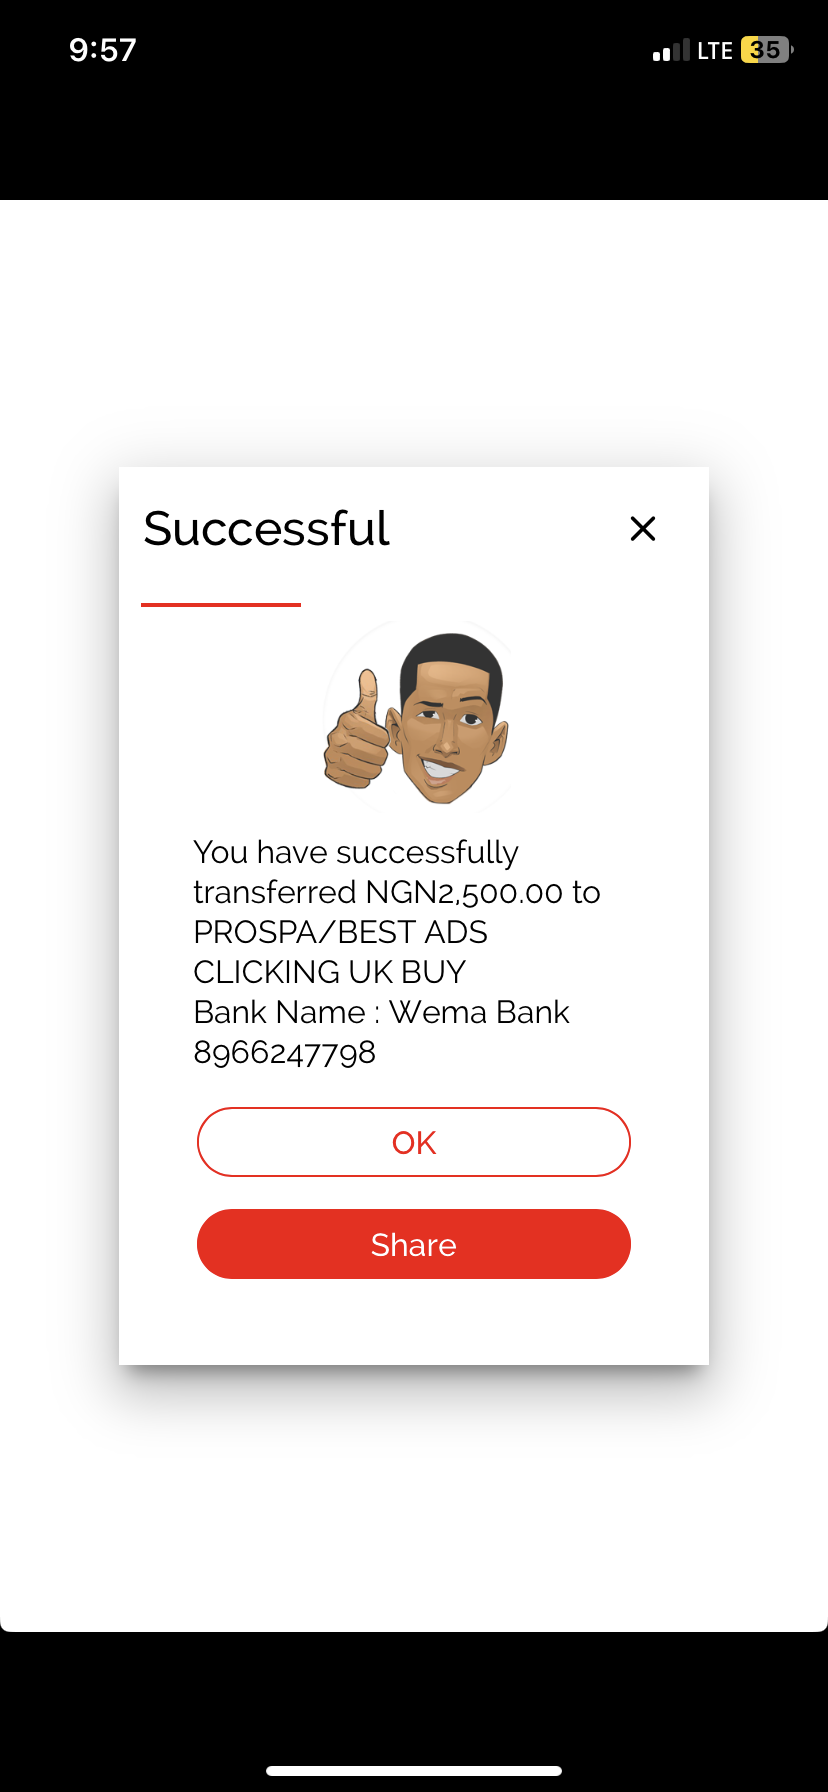 9:57
LTE 35
Successful
You have successfully
transferred NGN2,500.00 to
PROSPA/BEST ADS
CLICKING UK BUY
Bank Name : Wema Bank
8966247798
OK
Share